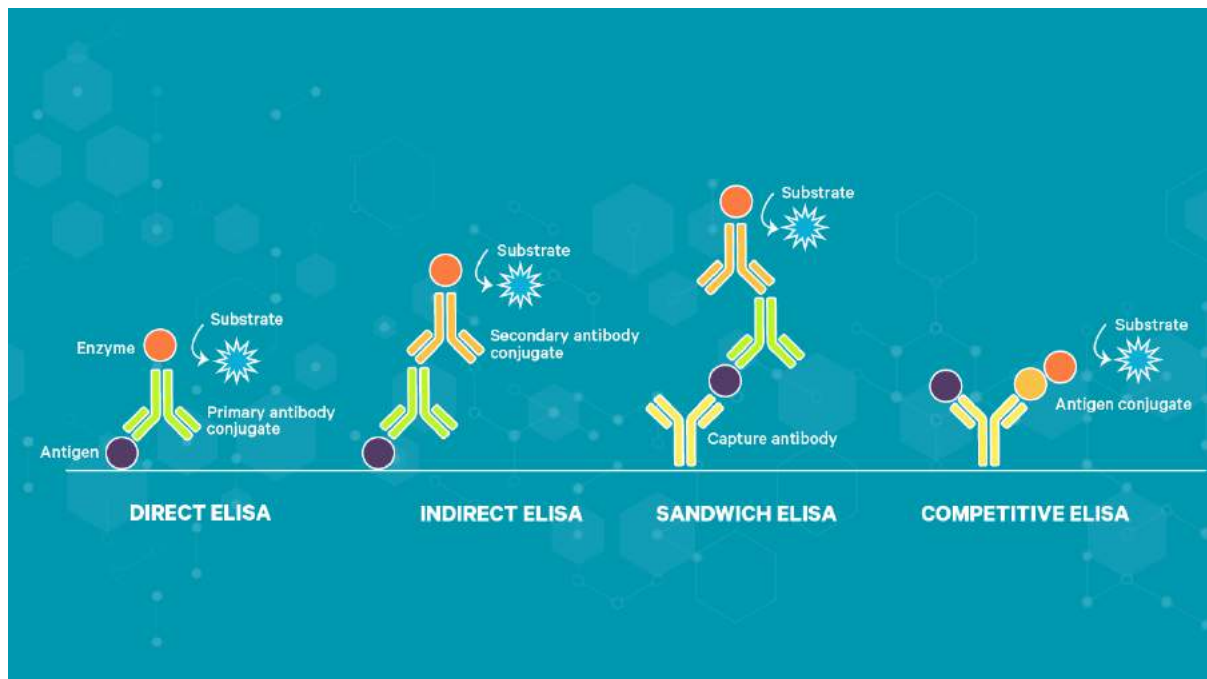 Enzyme
Substrate
Primary antibody
conjugate
Antigen
DIRECT ELISA
Substrate
Secondary antibody
conjugate
INDIRECT ELISA
Substrate
Capture antibody
SANDWICH ELISA
Substrate
Antigen conjugate
COMPETITIVE ELISA